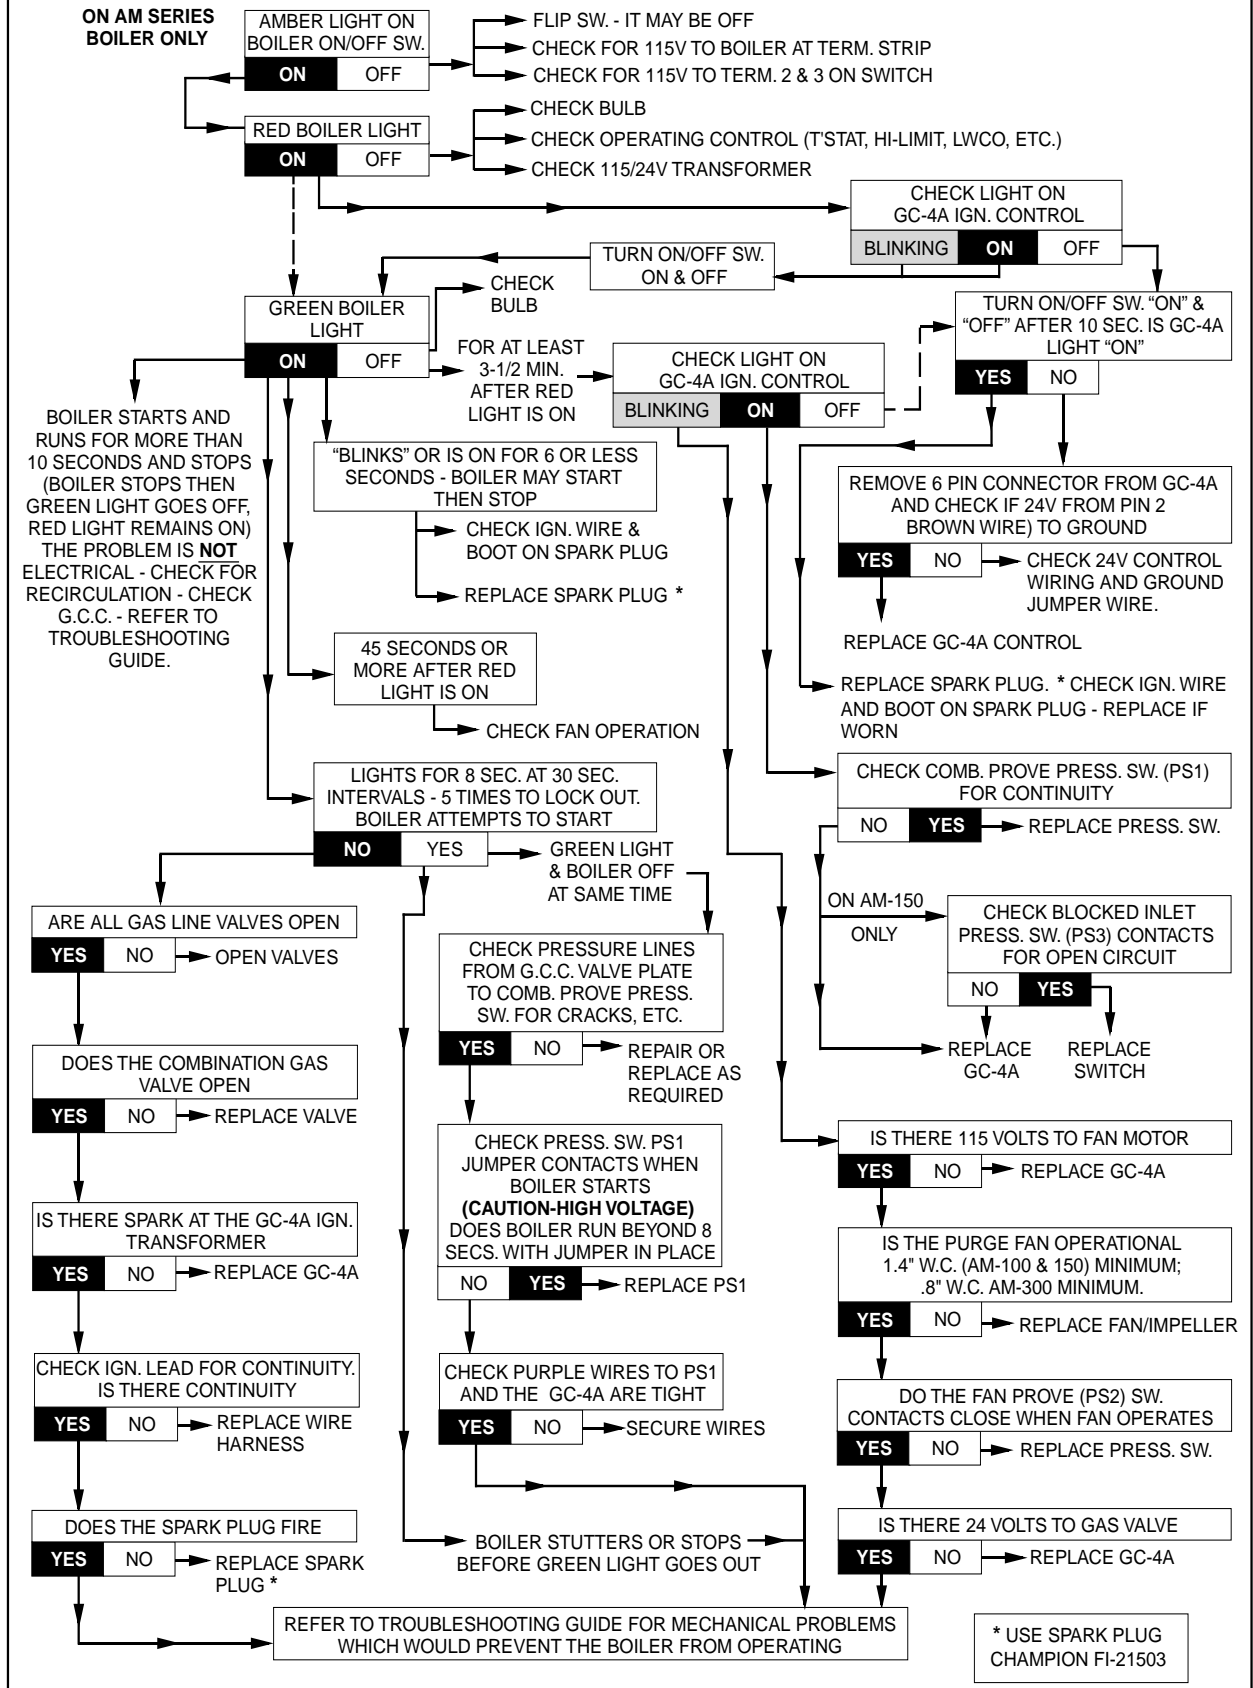 ON AM SERIES
BOILER ONLY
AMBER LIGHT ON
BOILER ON/OFF SW.
ON
OFF
FLIP SW. - IT MAY BE OFF
CHECK FOR 115V TO BOILER AT TERM. STRIP
CHECK FOR 115V TO TERM. 2 & 3 ON SWITCH
RED BOILER LIGHT
ON
OFF
CHECK BULB
CHECK OPERATING CONTROL (T'STAT, HI-LIMIT, LWCO, ETC.)
CHECK 115/24V TRANSFORMER
CHECK LIGHT ON
GC-4A IGN. CONTROL
BLINKING
ON
OFF
TURN ON/OFF SW.
ON & OFF
GREEN BOILER
LIGHT
ON
OFF
CHECK
BULB
FOR AT LEAST
3-1/2 MIN.
AFTER RED
LIGHT IS ON
CHECK LIGHT ON
GC-4A IGN. CONTROL
BLINKING
ON
OFF
TURN ON/OFF SW. “ON” &
“OFF” AFTER 10 SEC. IS GC-4A
LIGHT “ON”
YES
NO
BOILER STARTS AND
RUNS FOR MORE THAN
10 SECONDS AND STOPS
(BOILER STOPS THEN
GREEN LIGHT GOES OFF,
RED LIGHT REMAINS ON)
THE PROBLEM IS NOT
ELECTRICAL - CHECK FOR
RECIRCULATION - CHECK
G.C.C. - REFER TO
TROUBLESHOOTING
GUIDE.
“BLINKS” OR IS ON FOR 6 OR LESS
SECONDS - BOILER MAY START
THEN STOP
CHECK IGN. WIRE &
BOOT ON SPARK PLUG
REPLACE SPARK PLUG *
45 SECONDS OR
MORE AFTER RED
LIGHT IS ON
CHECK FAN OPERATION
REMOVE 6 PIN CONNECTOR FROM GC-4A
AND CHECK IF 24V FROM PIN 2
BROWN WIRE) TO GROUND
YES
NO
CHECK 24V CONTROL
WIRING AND GROUND
JUMPER WIRE.
REPLACE GC-4A CONTROL
REPLACE SPARK PLUG. * CHECK IGN. WIRE
AND BOOT ON SPARK PLUG - REPLACE IF
WORN
LIGHTS FOR 8 SEC. AT 30 SEC.
INTERVALS - 5 TIMES TO LOCK OUT.
BOILER ATTEMPTS TO START
NO
YES
GREEN LIGHT
& BOILER OFF
AT SAME TIME
CHECK COMB. PROVE PRESS. SW. (PS1)
FOR CONTINUITY
NO
YES
REPLACE PRESS. SW.
ON AM-150
ONLY
CHECK BLOCKED INLET
PRESS. SW. (PS3) CONTACTS
FOR OPEN CIRCUIT
NO
YES
REPLACE
GC-4A
REPLACE
SWITCH
ARE ALL GAS LINE VALVES OPEN
YES
NO
OPEN VALVES
DOES THE COMBINATION GAS
VALVE OPEN
YES
NO
REPLACE VALVE
IS THERE SPARK AT THE GC-4A IGN.
TRANSFORMER
YES
NO
REPLACE GC-4A
CHECK IGN. LEAD FOR CONTINUITY.
IS THERE CONTINUITY
YES
NO
REPLACE WIRE
HARNESS
DOES THE SPARK PLUG FIRE
YES
NO
REPLACE SPARK
PLUG *
CHECK PRESSURE LINES
FROM G.C.C. VALVE PLATE
TO COMB. PROVE PRESS.
SW. FOR CRACKS, ETC.
YES
NO
REPAIR OR
REPLACE AS
REQUIRED
CHECK PRESS. SW. PS1
JUMPER CONTACTS WHEN
BOILER STARTS
(CAUTION-HIGH VOLTAGE)
DOES BOILER RUN BEYOND 8
SECS. WITH JUMPER IN PLACE
NO
YES
REPLACE PS1
CHECK PURPLE WIRES TO PS1
AND THE GC-4A ARE TIGHT
YES
NO
SECURE WIRES
BOILER STUTTERS OR STOPS
BEFORE GREEN LIGHT GOES OUT
IS THERE 115 VOLTS TO FAN MOTOR
YES
NO
REPLACE GC-4A
IS THE PURGE FAN OPERATIONAL
1.4" W.C. (AM-100 & 150) MINIMUM;
.8" W.C. AM-300 MINIMUM.
YES
NO
REPLACE FAN/IMPELLER
DO THE FAN PROVE (PS2) SW.
CONTACTS CLOSE WHEN FAN OPERATES
YES
NO
REPLACE PRESS. SW.
IS THERE 24 VOLTS TO GAS VALVE
YES
NO
REPLACE GC-4A
REFER TO TROUBLESHOOTING GUIDE FOR MECHANICAL PROBLEMS
WHICH WOULD PREVENT THE BOILER FROM OPERATING
* USE SPARK PLUG
CHAMPION FI-21503